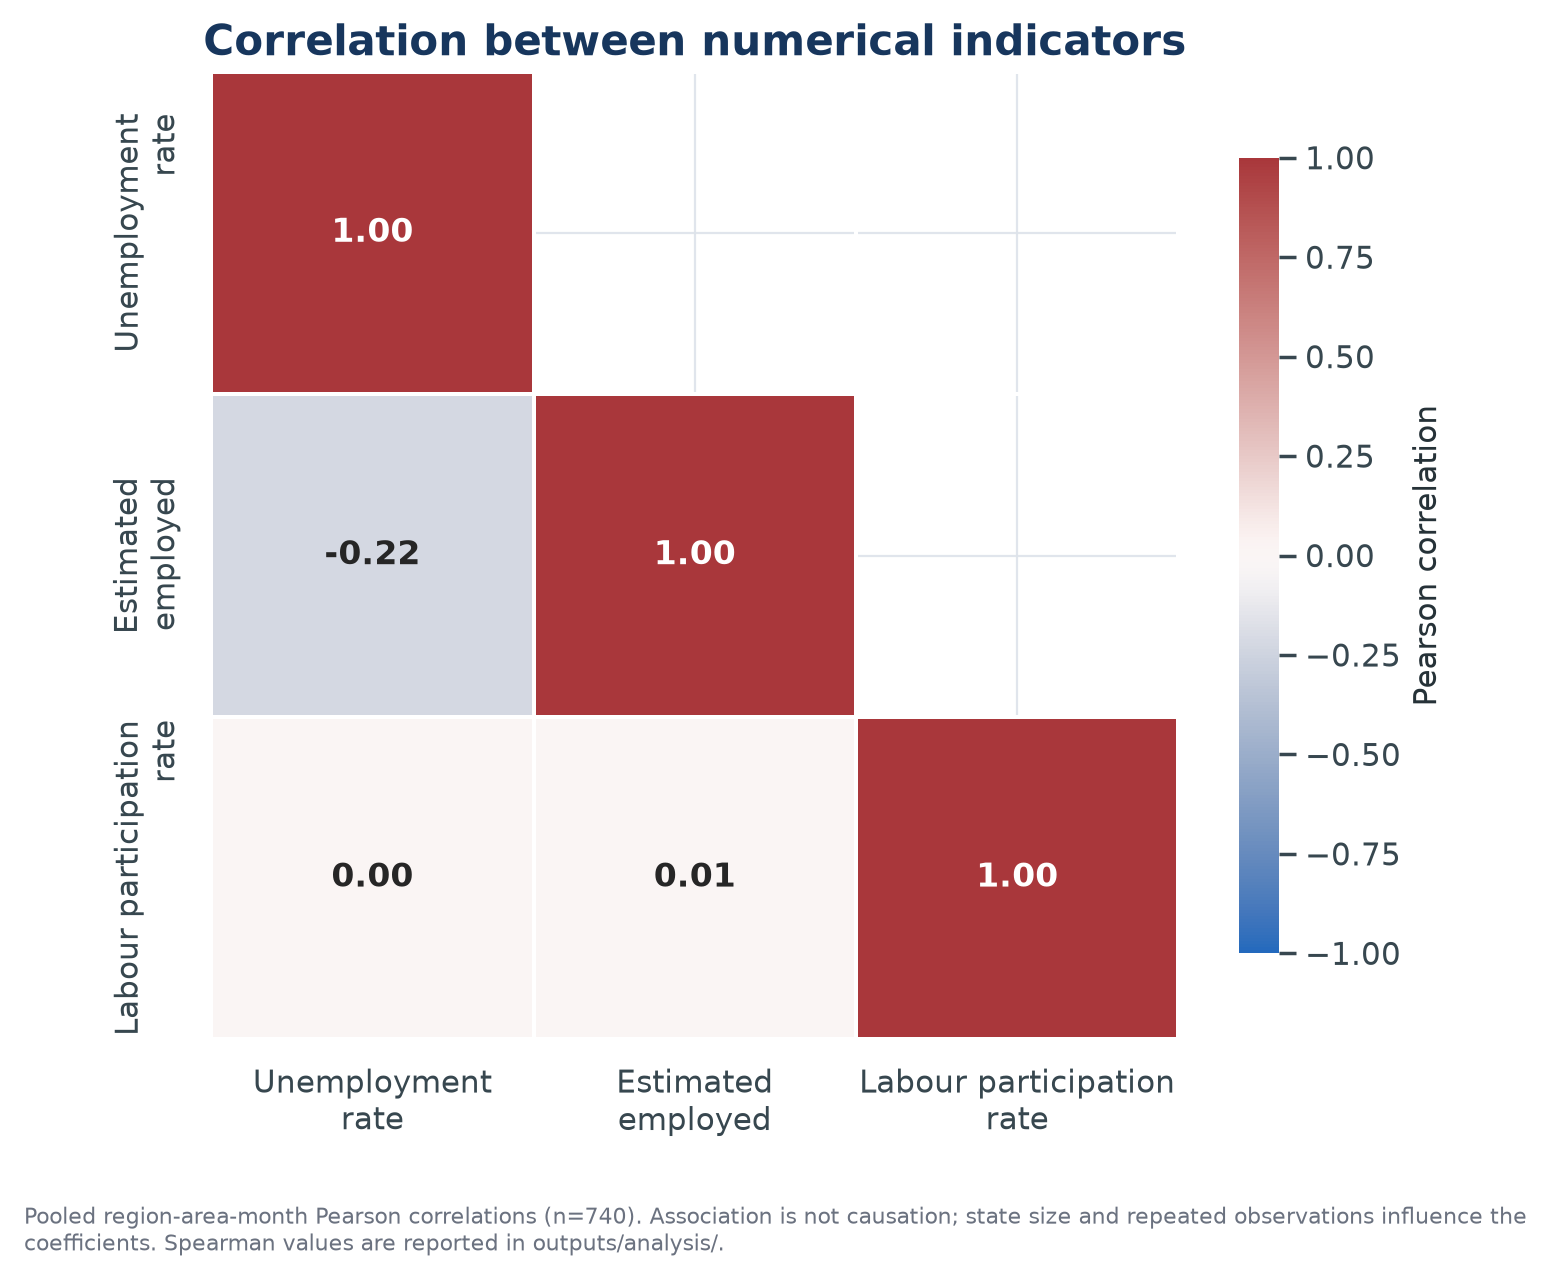 Correlation between numerical indicators
Unemployment
rate
1.00
Estimated
employed
-0.22
1.00
Labour participation
rate
0.00
0.01
1.00
Unemployment
rate
Estimated
employed
Labour participation
rate
1.00
0.75
0.50
0.25
0.00
−0.25
−0.50
−0.75
−1.00
Pearson correlation
Pooled region-area-month Pearson correlations (n=740). Association is not causation; state size and repeated observations influence the
coefficients. Spearman values are reported in outputs/analysis/.